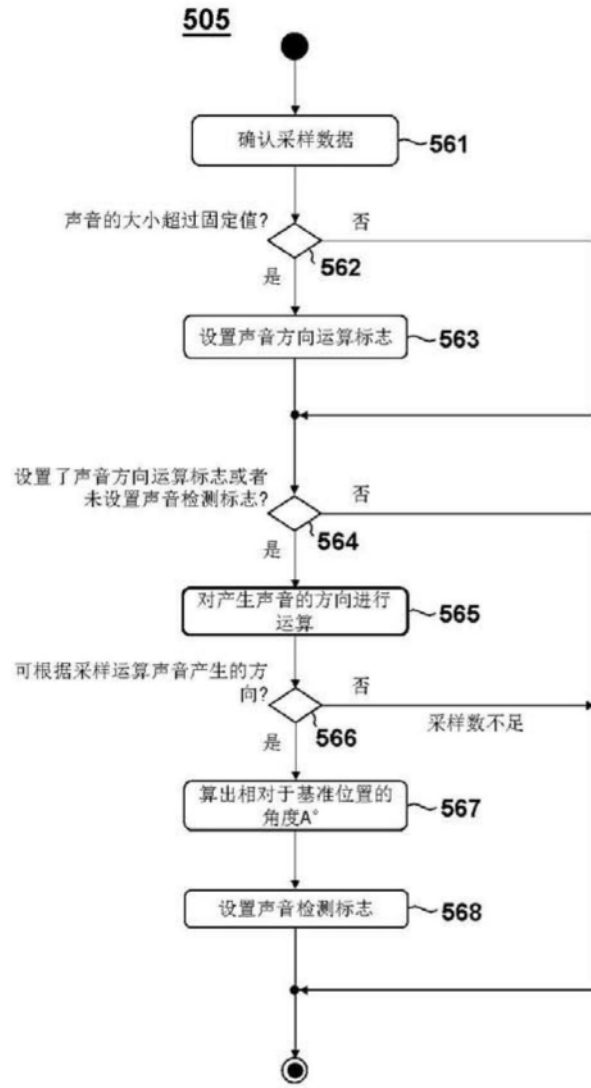 505
确认采样数据
561
声音的大小超过固定值?
否
562
是
设置声音方向运算标志
563
设置了声音方向运算标志或者
未设置声音检测标志?
否
564
是
对产生声音的方向进行
运算
565
可根据采样运算声音产生的方
向?
否
566
采样数不足
是
算出相对于基准位置的
角度A°
567
设置声音检测标志
568